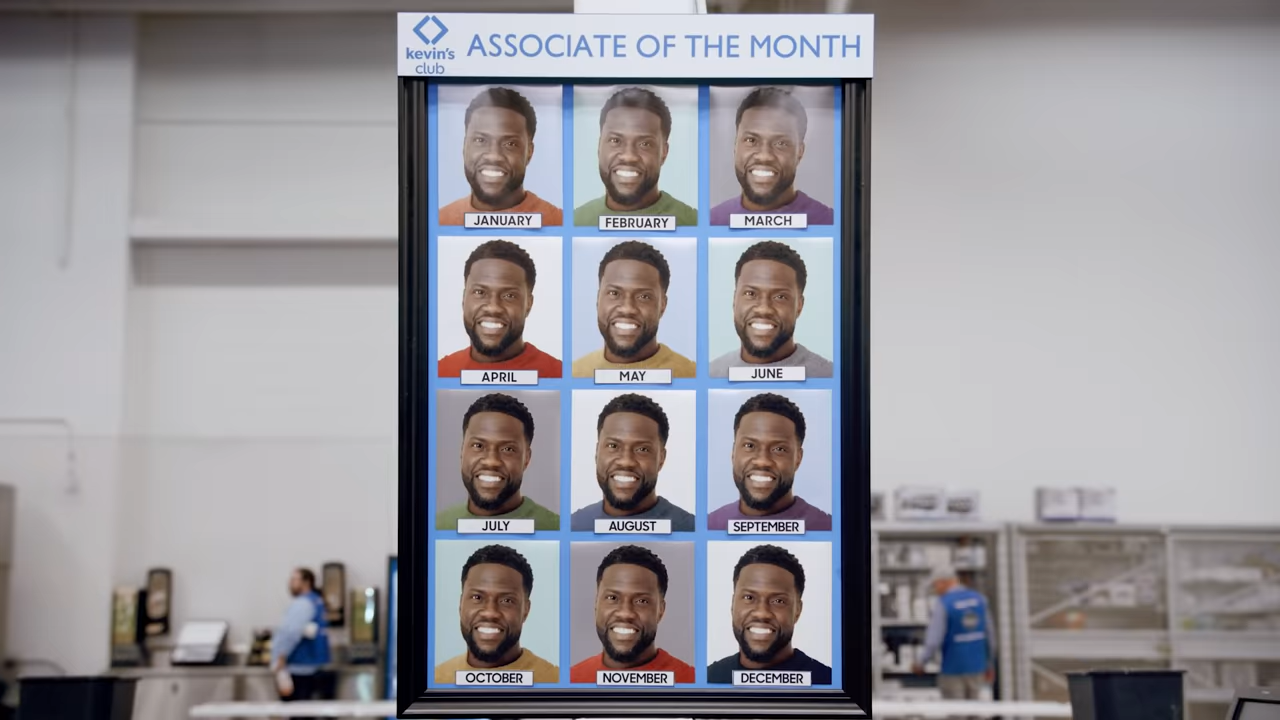 kevin's
club
ASSOCIATE OF THE MONTH
JANUARY
FEBRUARY
MARCH
APRIL
MAY
JUNE
JULY
AUGUST
SEPTEMBER
OCTOBER
NOVEMBER
DECEMBER